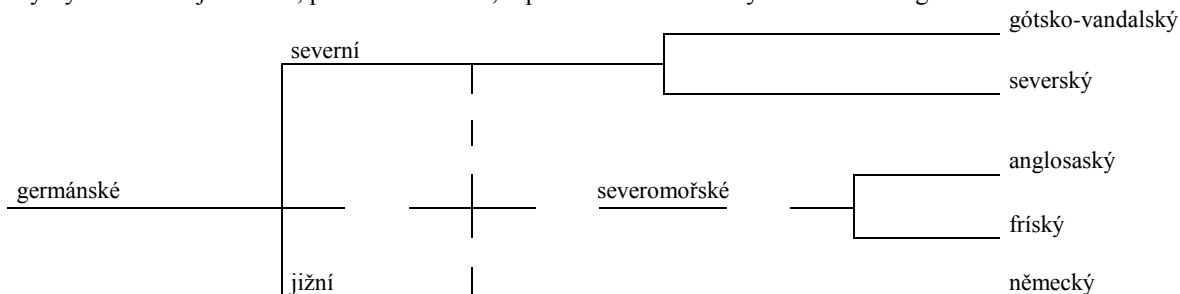 gótsko-vandalský
severní
severský
anglosaský
germánské
severomořské
fríský
jižní
německý